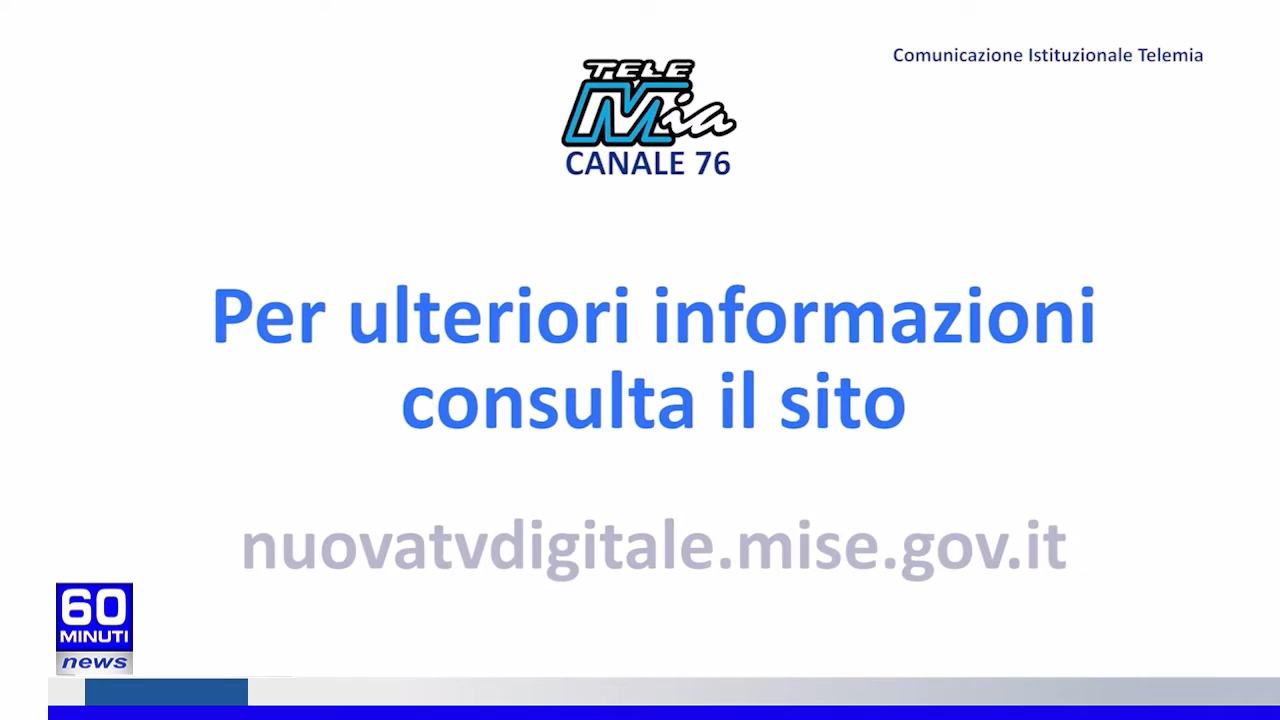 Comunicazione Istituzionale Telemia
TELE
Mia
CANALE 76
Per ulteriori informazioni
consulta il sito
nuovatvdigitale.mise.gov.it
60
MINUTI
news